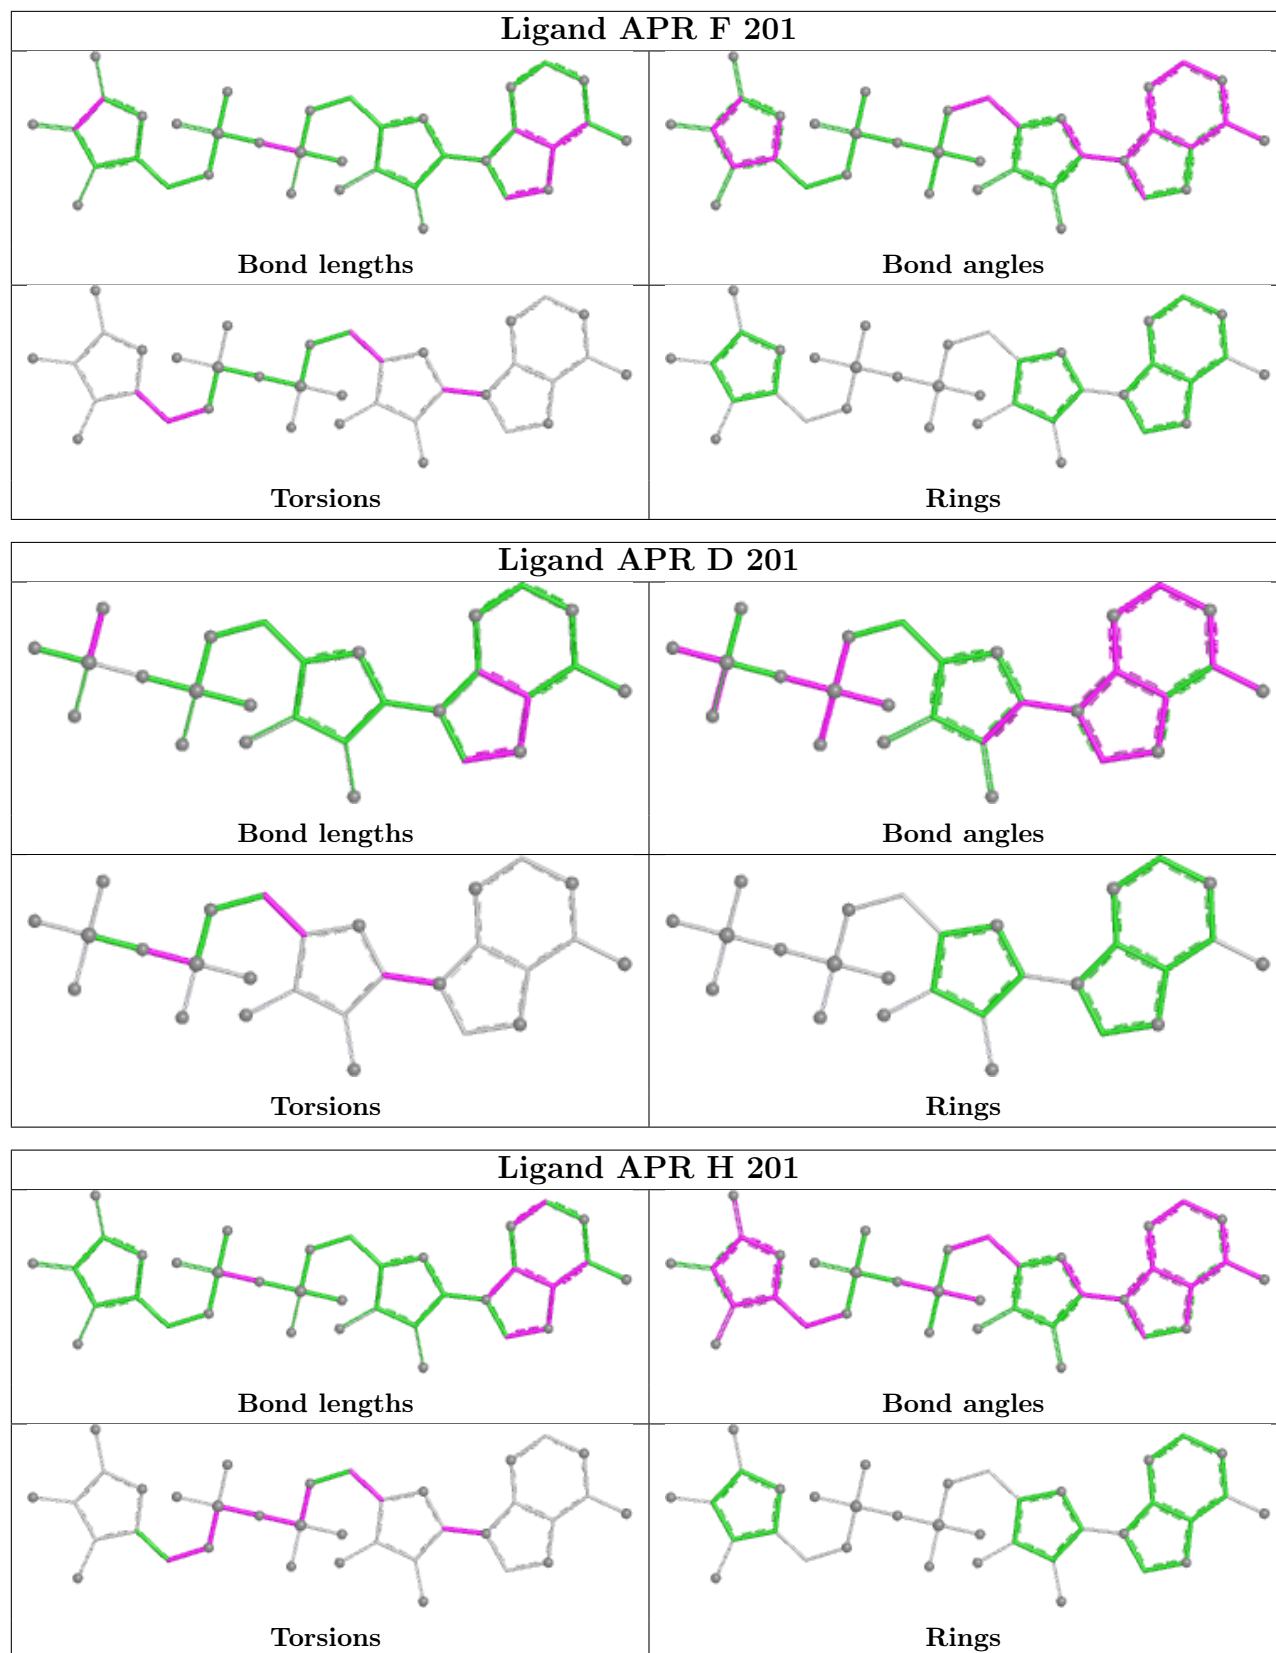 Ligand APR F 201
Bond lengths
Bond angles
Torsions
Rings
Ligand APR D 201
Bond lengths
Bond angles
Torsions
Rings
Ligand APR H 201
Bond lengths
Bond angles
Torsions
Rings